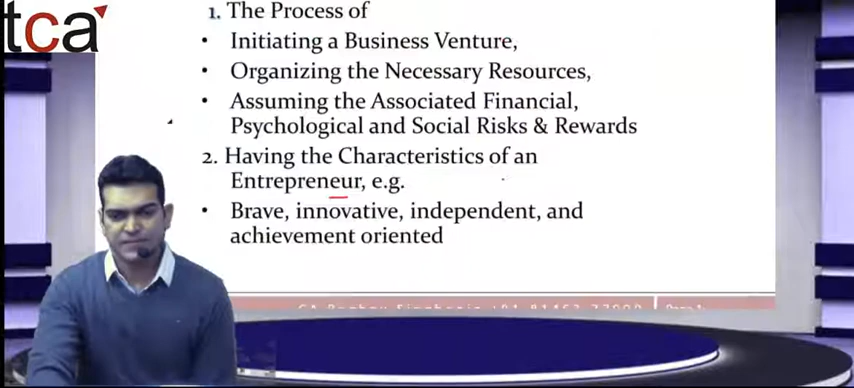 tca
1. The Process of
• Initiating a Business Venture,
• Organizing the Necessary Resources,
• Assuming the Associated Financial,
Psychological and Social Risks & Rewards
2. Having the Characteristics of an
Entrepreneur, e.g.
• Brave, innovative, independent, and
achievement oriented